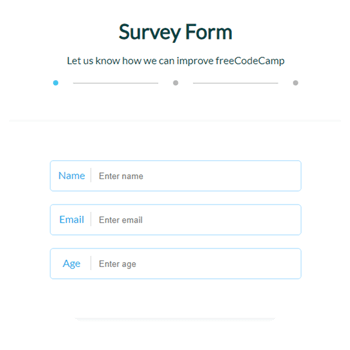 Survey Form
Let us know how we can improve freeCodeCamp
Name Enter name
Email Enter email
Age Enter age